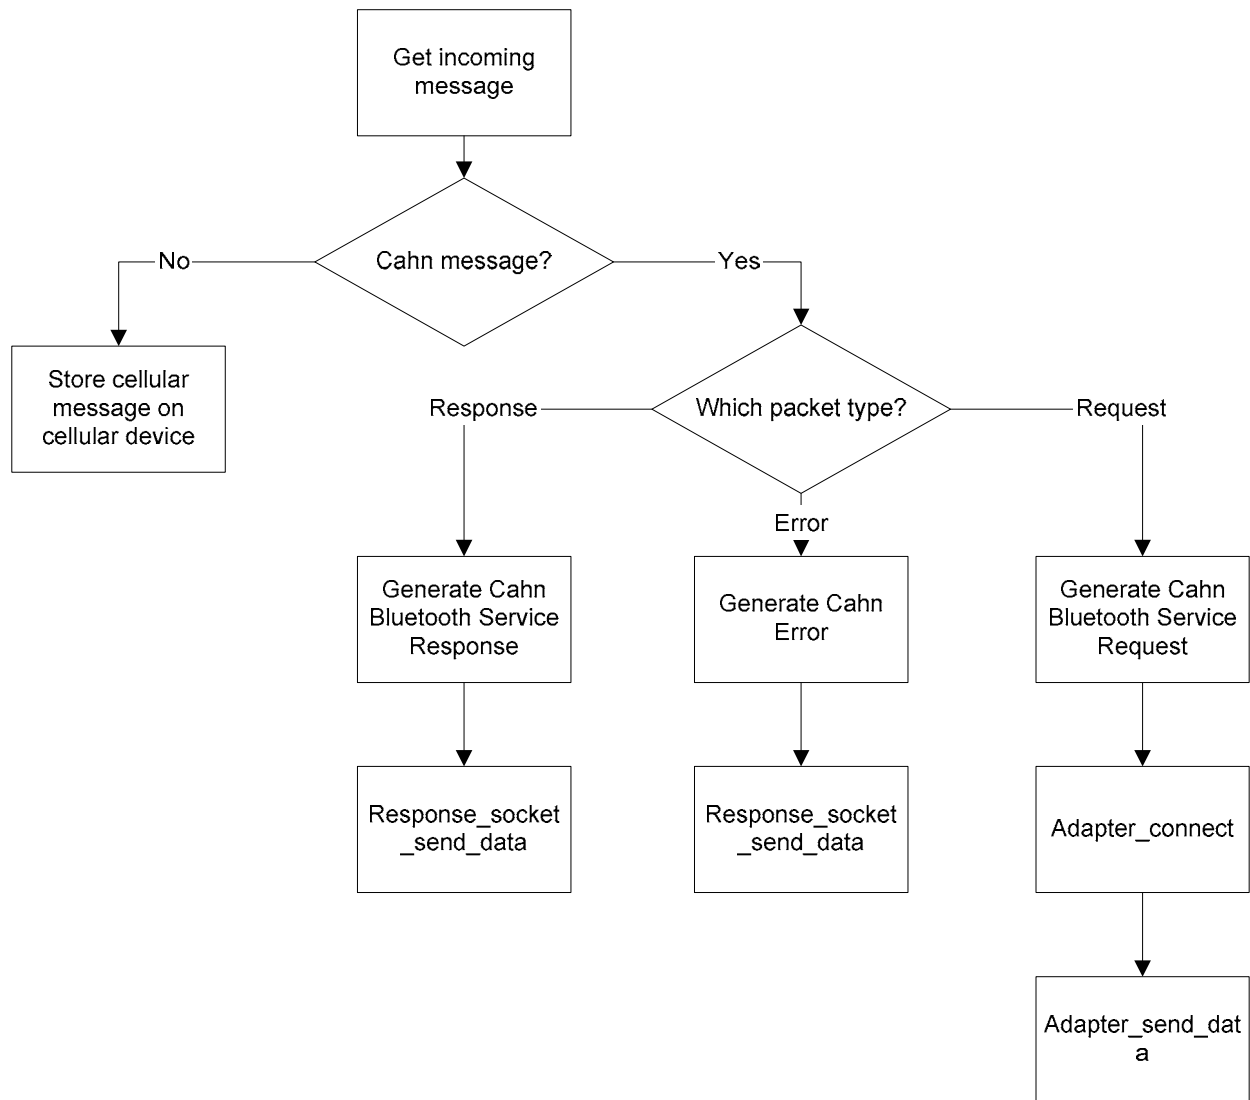 Get incoming
message
Cahn message?
No
Yes
Store cellular
message on
cellular device
Response
Which packet type?
Request
Error
Generate Cahn
Bluetooth Service
Response
Generate Cahn
Error
Generate Cahn
Bluetooth Service
Request
Response_socket
_send_data
Response_socket
_send_data
Adapter_connect
Adapter_send_dat
a